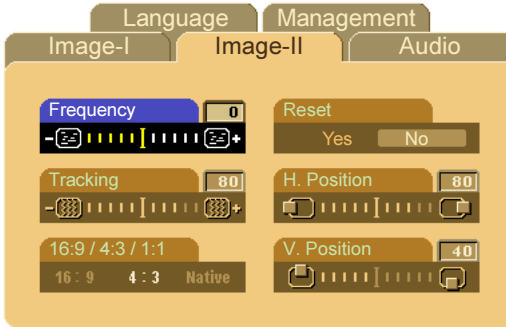 Language Management
Image-I Image-II Audio
Frequency 0
- +
Tracking 80
- +
16:9 / 4:3 / 1:1
16 : 9 4 : 3 Native
Reset
Yes No
H. Position 80
V. Position 40